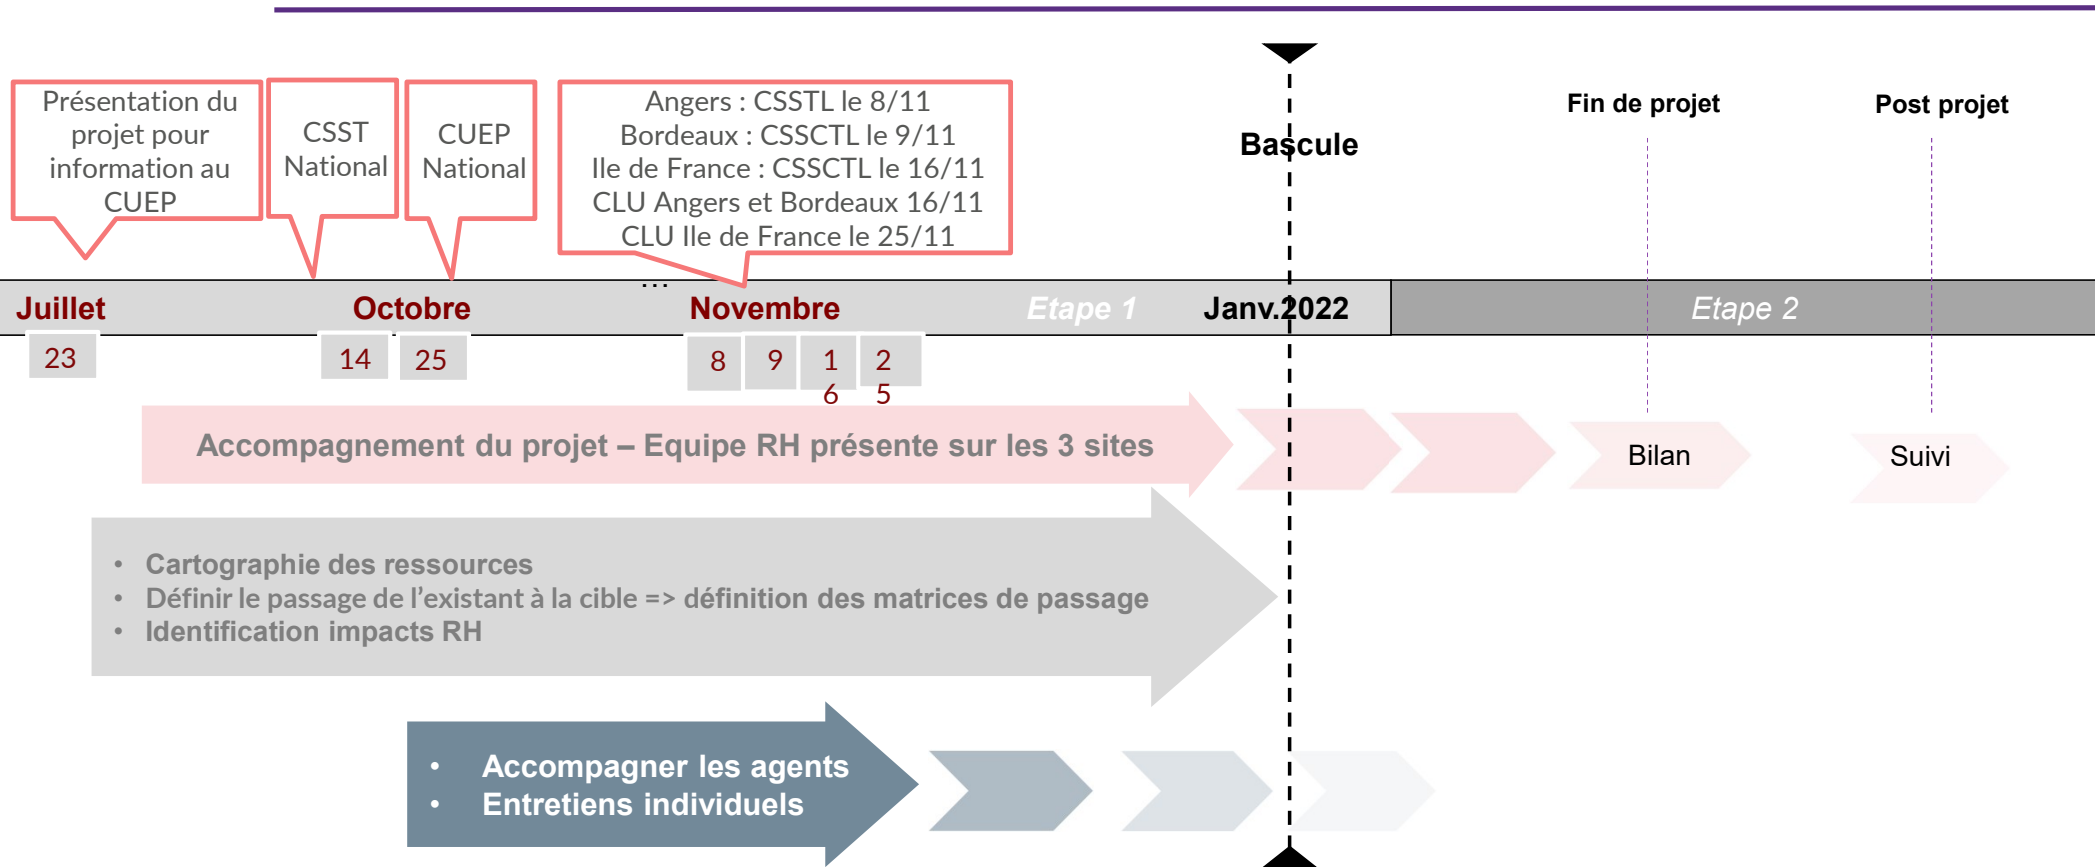 Présentation du
projet pour
information au
CUEP
CSST
National
CUEP
National
Angers : CSSTL le 8/11
Bordeaux : CSSCTL le 9/11
Ile de France : CSSCTL le 16/11
CLU Angers et Bordeaux 16/11
CLU Ile de France le 25/11
Bascule
Fin de projet
Post projet
...
Juillet
Octobre
Novembre
Etape 1
Janv.2022
Etape 2
23
14
25
8
9
1
6
2
5
Accompagnement du projet – Equipe RH présente sur les 3 sites
Bilan
Suivi
• Cartographie des ressources
• Définir le passage de l’existant à la cible => définition des matrices de passage
• Identification impacts RH
• Accompagner les agents
• Entretiens individuels